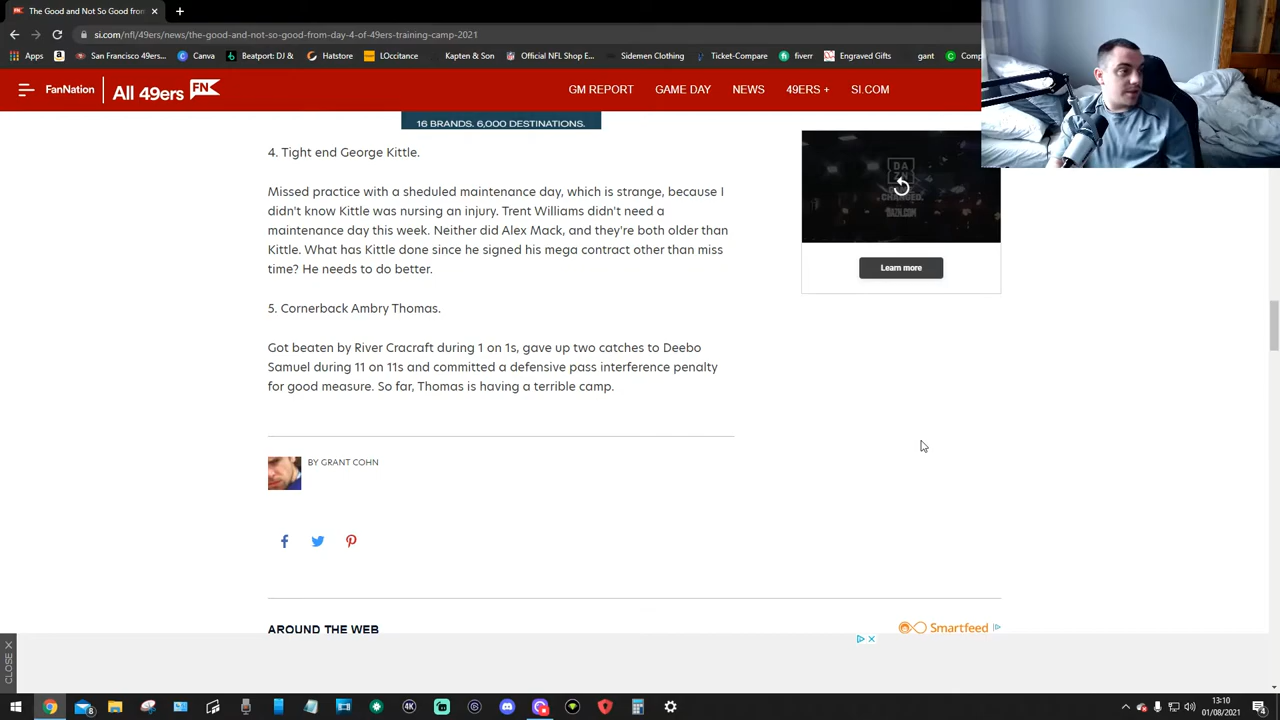 The Good and Not So Good from
si.com/nfl/49ers/news/the-good-and-not-so-good-from-day-4-of-49ers-training-camp-2021
Apps
San Francisco 49ers...
Canva
Beatport: DJ &...
Hatstore
LOccitance
Kapten & Son
Official NFL Shop E...
Sidemen Clothing
Ticket-Compare
fiverr
Engraved Gifts
gant
Comp
FanNation
All 49ers FN
GM REPORT
GAME DAY
NEWS
49ERS +
SI.COM
16 BRANDS. 6,000 DESTINATIONS.
4. Tight end George Kittle.
Missed practice with a sheduled maintenance day, which is strange, because I
didn't know Kittle was nursing an injury. Trent Williams didn't need a
maintenance day this week. Neither did Alex Mack, and they're both older than
Kittle. What has Kittle done since he signed his mega contract other than miss
time? He needs to do better.
5. Cornerback Ambry Thomas.
Got beaten by River Cracraft during 1 on 1s, gave up two catches to Deebo
Samuel during 11 on 11s and committed a defensive pass interference penalty
for good measure. So far, Thomas is having a terrible camp.
BY GRANT COHN
AROUND THE WEB
DA
ZN
CHANGED.
DAZN.COM
Learn more
Smartfeed
CLOSE X
13:10
01/08/2021